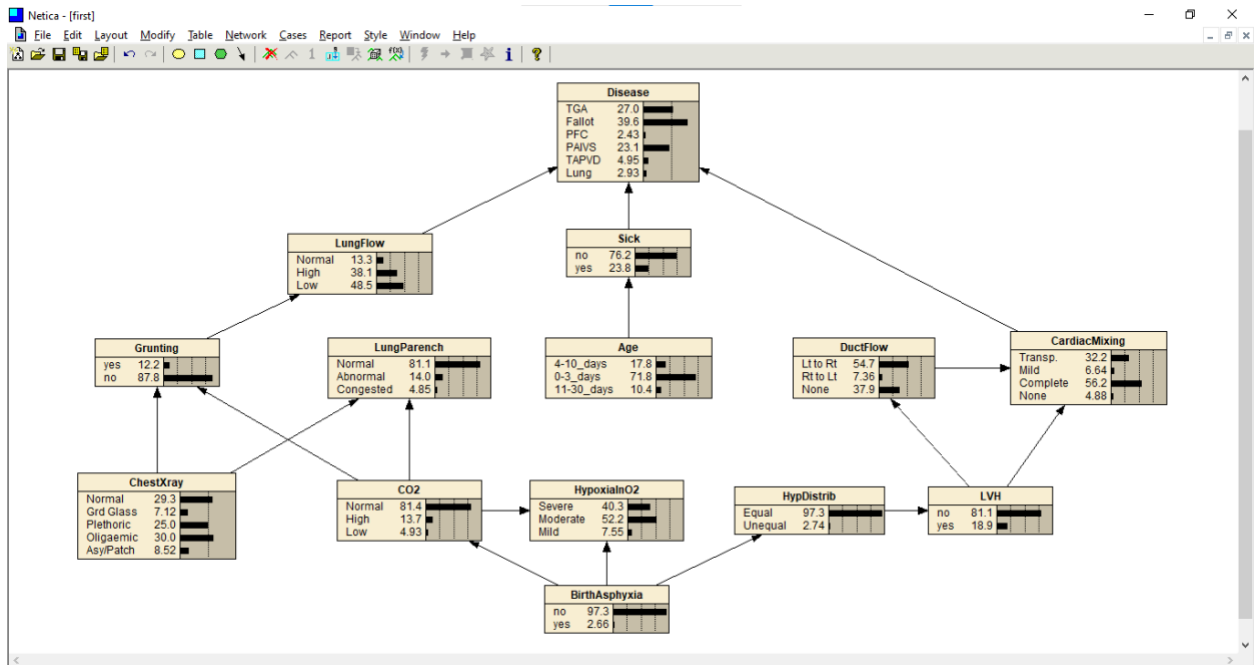 Netica - [first]
File Edit Layout Modify Table Network Cases Report Style Window Help
Disease
TGA 27.0
Fallot 39.6
PFC 2.43
PAIVS 23.1
TAPVD 4.95
Lung 2.93
LungFlow
Normal 13.3
High 38.1
Low 48.5
Sick
no 76.2
yes 23.8
Grunting
yes 12.2
no 87.8
LungParench
Normal 81.1
Abnormal 14.0
Congested 4.85
Age
4-10_days 17.8
0-3_days 71.8
11-30_days 10.4
DuctFlow
Lt to Rt 54.7
Rt to Lt 7.36
None 37.9
CardiacMixing
Transp. 32.2
Mild 6.64
Complete 56.2
None 4.88
ChestXray
Normal 29.3
Grd Glass 7.12
Plethoric 25.0
Oligaemic 30.0
Asy/Patch 8.52
CO2
Normal 81.4
High 13.7
Low 4.93
HypoxiaInO2
Severe 40.3
Moderate 52.2
Mild 7.55
HypDistrib
Equal 97.3
Unequal 2.74
LVH
no 81.1
yes 18.9
BirthAsphyxia
no 97.3
yes 2.66